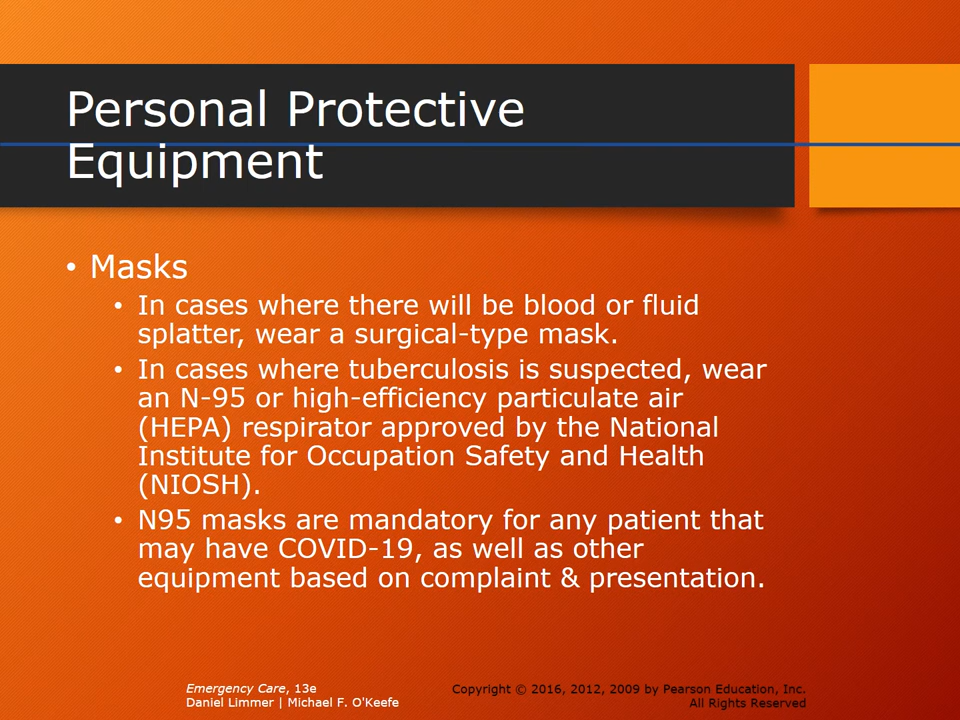 Personal Protective
Equipment
• Masks
• In cases where there will be blood or fluid
splatter, wear a surgical-type mask.
• In cases where tuberculosis is suspected, wear
an N-95 or high-efficiency particulate air
(HEPA) respirator approved by the National
Institute for Occupation Safety and Health
(NIOSH).
• N95 masks are mandatory for any patient that
may have COVID-19, as well as other
equipment based on complaint & presentation.
Emergency Care, 13e
Daniel Limmer | Michael F. O'Keefe
Copyright © 2016, 2012, 2009 by Pearson Education, Inc.
All Rights Reserved